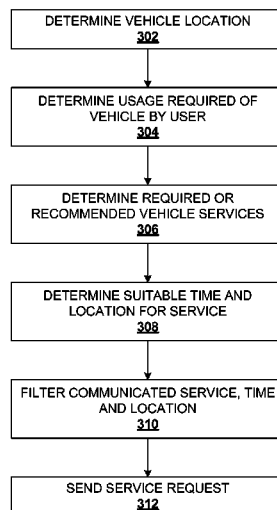 DETERMINE VEHICLE LOCATION
302
DETERMINE USAGE REQUIRED OF
VEHICLE BY USER
304
DETERMINE REQUIRED OR
RECOMMENDED VEHICLE SERVICES
306
DETERMINE SUITABLE TIME AND
LOCATION FOR SERVICE
308
FILTER COMMUNICATED SERVICE, TIME
AND LOCATION
310
SEND SERVICE REQUEST
312